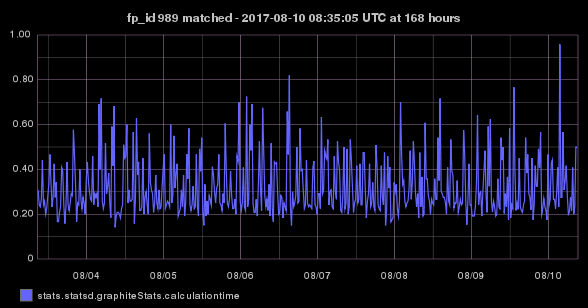 fp_id 989 matched - 2017-08-10 08:35:05 UTC at 168 hours
1.00
0.80
0.60
0.40
0.20
0
08/04 08/05 08/06 08/07 08/08 08/09 08/10
stats.statsd.graphiteStats.calculationtime